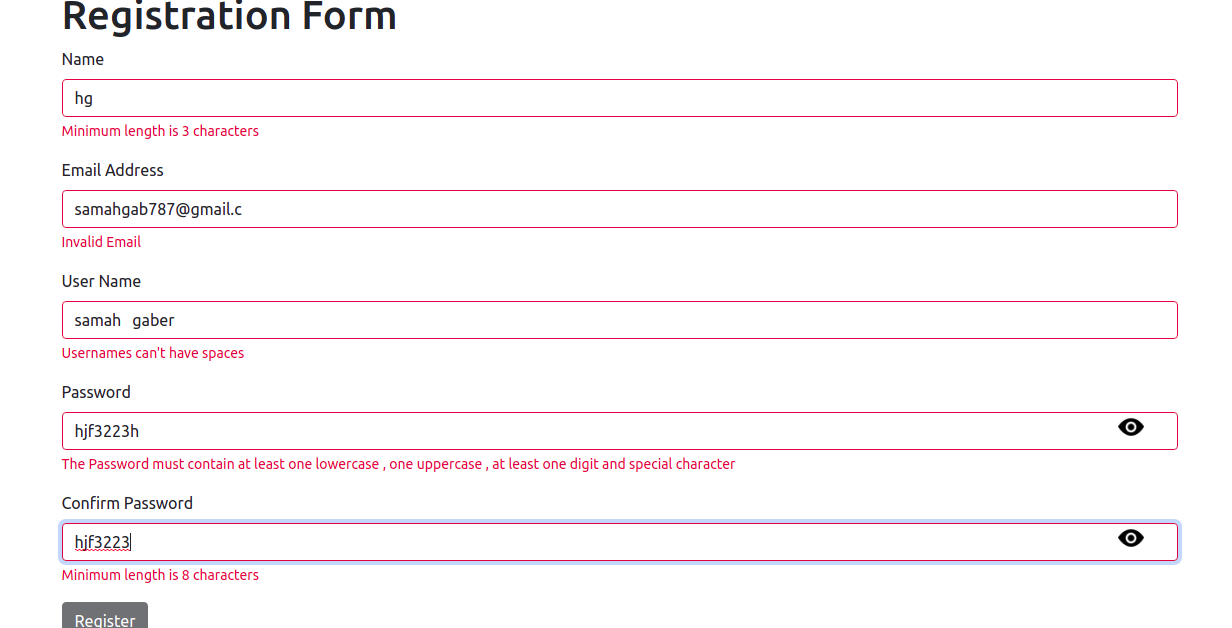 Registration Form
Name
hg
Minimum length is 3 characters
Email Address
samahgab787@gmail.c
Invalid Email
User Name
samah  gaber
Usernames can't have spaces
Password
hjf3223h
The Password must contain at least one lowercase , one uppercase , at least one digit and special character
Confirm Password
hjf3223
Minimum length is 8 characters
Register